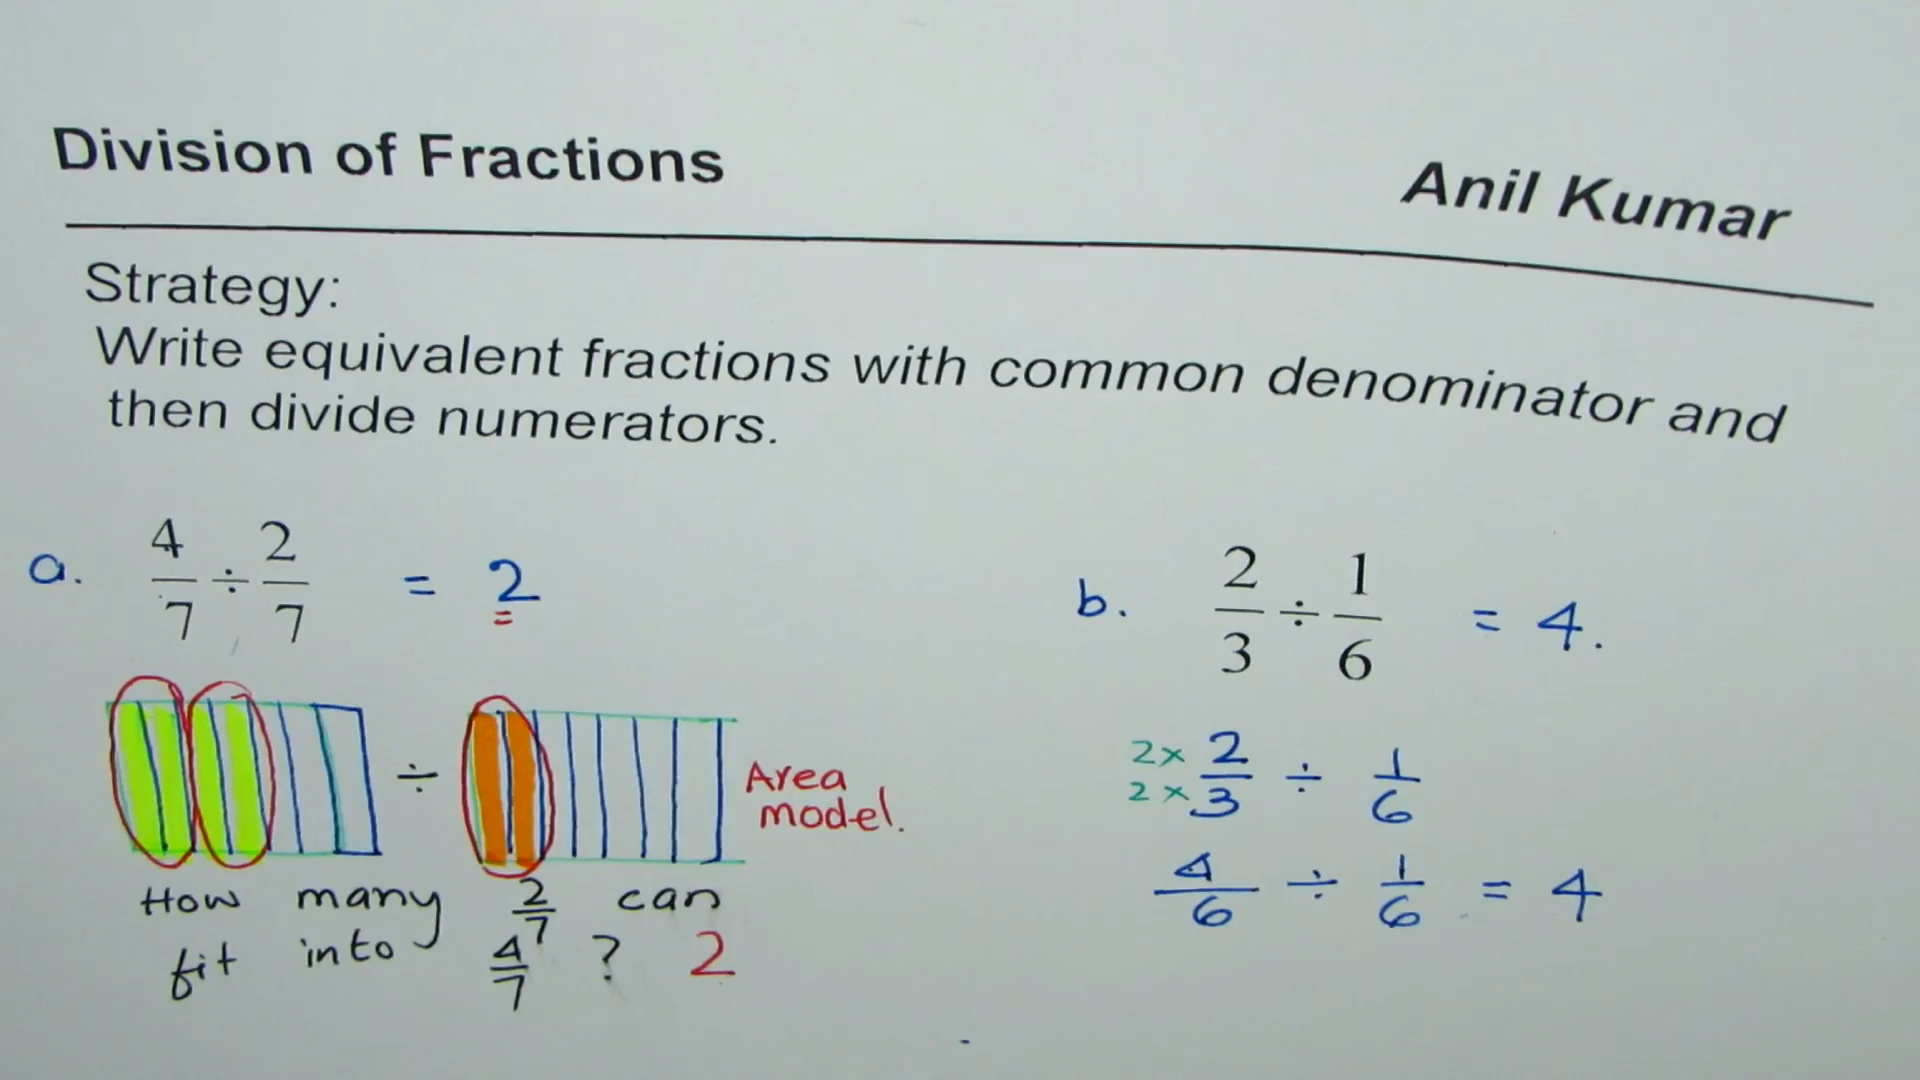 Division of Fractions
Anil Kumar
Strategy:
Write equivalent fractions with common denominator and
then divide numerators.
a. 4/7 ÷ 2/7 = 2
÷
Area
model.
How many 2/7 can
fit into 4/7 ? 2
b. 2/3 ÷ 1/6 = 4.
2× 2/3 ÷ 1/6
2×
4/6 ÷ 1/6 = 4